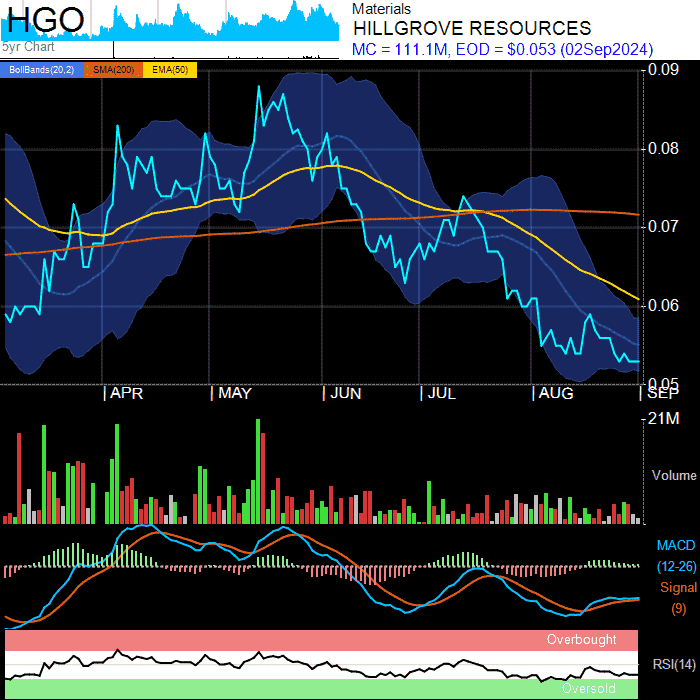 HGO
5yr Chart
Materials
HILLGROVE RESOURCES
MC = 111.1M, EOD = $0.053 (02Sep2024)
BollBands(20,2) SMA(200) EMA(50)
0.09
0.08
0.07
0.06
0.05
APR MAY JUN JUL AUG SEP
21M
Volume
MACD
(12-26)
Signal
(9)
Overbought
RSI(14)
Oversold